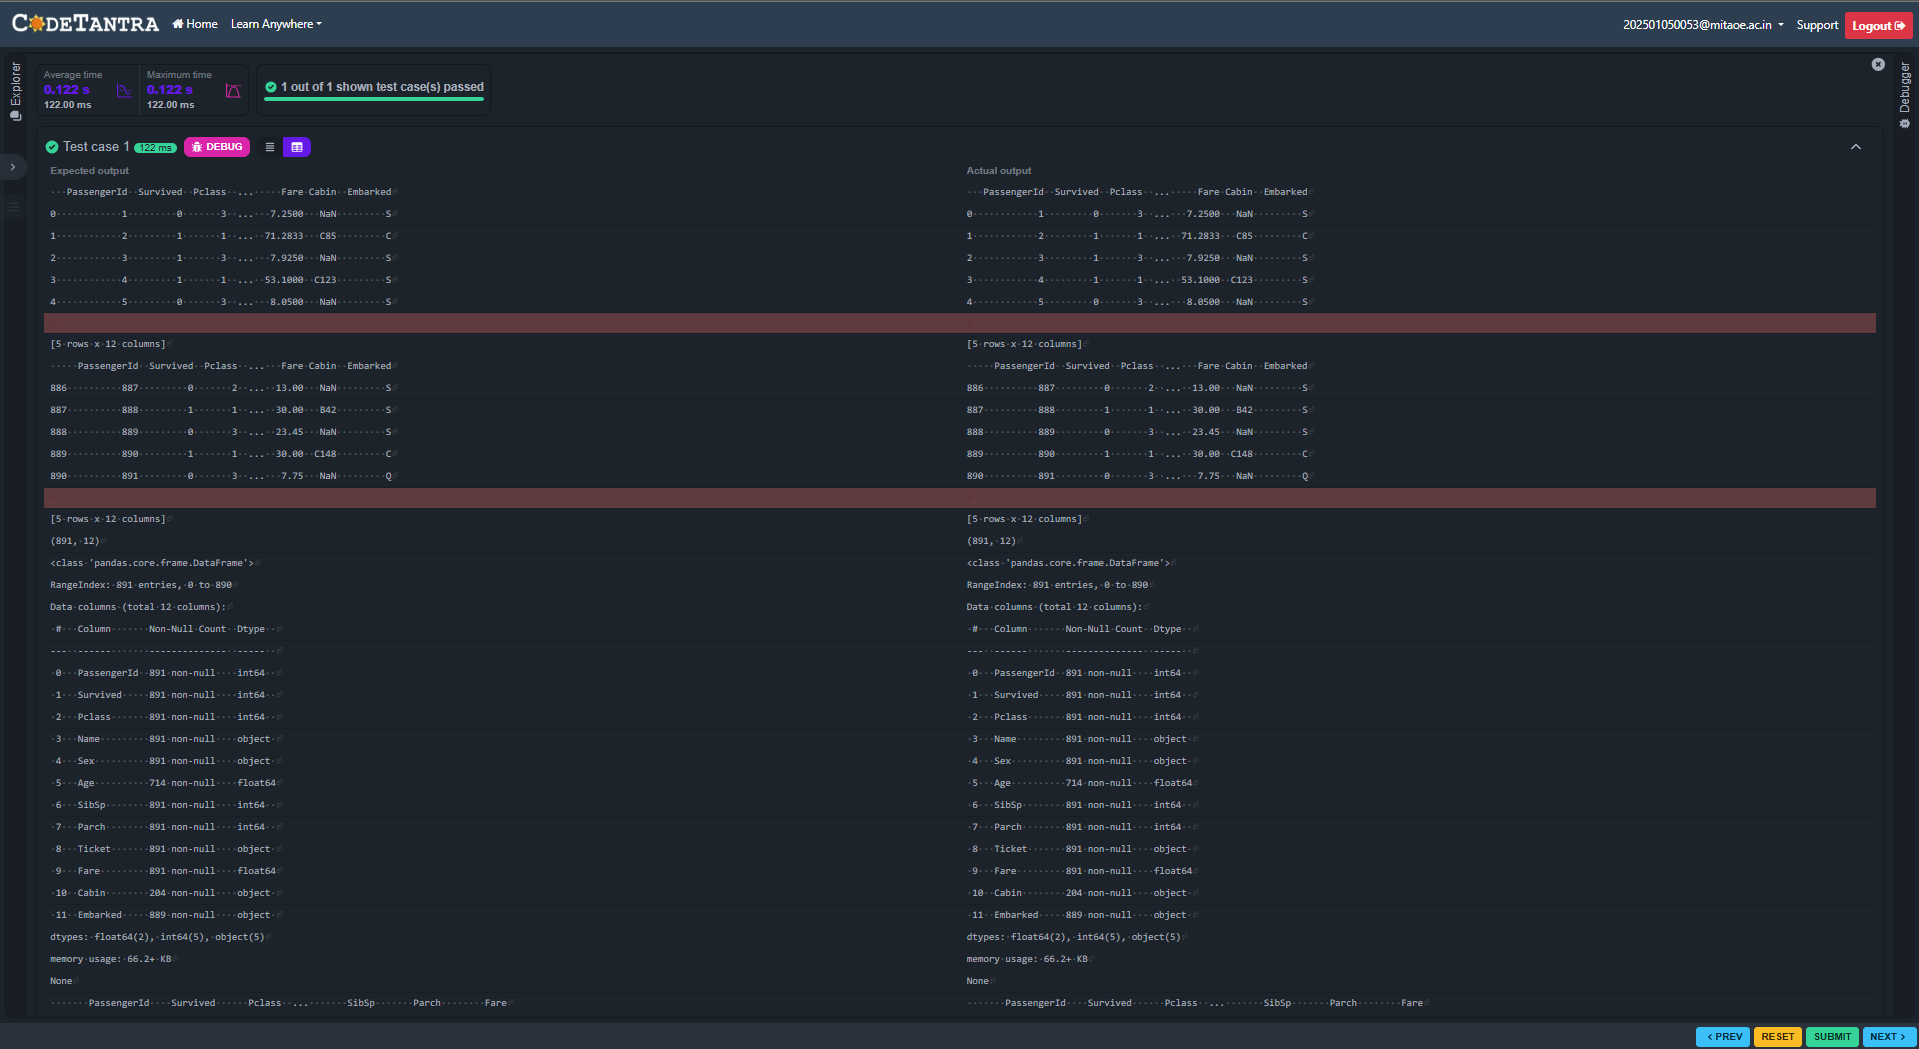 CODETANTRA Home Learn Anywhere 202501050053@mitaoe.ac.in Support Logout
Explorer
Debugger
Average time
0.122 s
122.00 ms
Maximum time
0.122 s
122.00 ms
1 out of 1 shown test case(s) passed
Test case 1 122 ms DEBUG
Expected output Actual output
···PassengerId··Survived··Pclass··...·····Fare·Cabin··Embarked ···PassengerId··Survived··Pclass··...·····Fare·Cabin··Embarked
0············1·········0·······3··...···7.2500···NaN·········S 0············1·········0·······3··...···7.2500···NaN·········S
1············2·········1·······1··...··71.2833···C85·········C 1············2·········1·······1··...··71.2833···C85·········C
2············3·········1·······3··...···7.9250···NaN·········S 2············3·········1·······3··...···7.9250···NaN·········S
3············4·········1·······1··...··53.1000··C123·········S 3············4·········1·······1··...··53.1000··C123·········S
4············5·········0·······3··...···8.0500···NaN·········S 4············5·········0·······3··...···8.0500···NaN·········S
[5·rows·x·12·columns] [5·rows·x·12·columns]
·····PassengerId··Survived··Pclass··...···Fare·Cabin··Embarked ·····PassengerId··Survived··Pclass··...···Fare·Cabin··Embarked
886··········887·········0·······2··...··13.00···NaN·········S 886··········887·········0·······2··...··13.00···NaN·········S
887··········888·········1·······1··...··30.00···B42·········S 887··········888·········1·······1··...··30.00···B42·········S
888··········889·········0·······3··...··23.45···NaN·········S 888··········889·········0·······3··...··23.45···NaN·········S
889··········890·········1·······1··...··30.00··C148·········C 889··········890·········1·······1··...··30.00··C148·········C
890··········891·········0·······3··...···7.75···NaN·········Q 890··········891·········0·······3··...···7.75···NaN·········Q
[5·rows·x·12·columns] [5·rows·x·12·columns]
(891,·12) (891,·12)
<class·'pandas.core.frame.DataFrame'> <class·'pandas.core.frame.DataFrame'>
RangeIndex:·891·entries,·0·to·890 RangeIndex:·891·entries,·0·to·890
Data·columns·(total·12·columns): Data·columns·(total·12·columns):
·#···Column·······Non-Null·Count··Dtype·· ·#···Column·······Non-Null·Count··Dtype··
---··------·······--------------··-----·· ---··------·······--------------··-----··
·0···PassengerId··891·non-null····int64·· ·0···PassengerId··891·non-null····int64··
·1···Survived·····891·non-null····int64·· ·1···Survived·····891·non-null····int64··
·2···Pclass·······891·non-null····int64·· ·2···Pclass·······891·non-null····int64··
·3···Name·········891·non-null····object· ·3···Name·········891·non-null····object·
·4···Sex··········891·non-null····object· ·4···Sex··········891·non-null····object·
·5···Age··········714·non-null····float64 ·5···Age··········714·non-null····float64
·6···SibSp········891·non-null····int64·· ·6···SibSp········891·non-null····int64··
·7···Parch········891·non-null····int64·· ·7···Parch········891·non-null····int64··
·8···Ticket·······891·non-null····object· ·8···Ticket·······891·non-null····object·
·9···Fare·········891·non-null····float64 ·9···Fare·········891·non-null····float64
·10··Cabin········204·non-null····object· ·10··Cabin········204·non-null····object·
·11··Embarked·····889·non-null····object· ·11··Embarked·····889·non-null····object·
dtypes:·float64(2),·int64(5),·object(5) dtypes:·float64(2),·int64(5),·object(5)
memory·usage:·66.2+·KB memory·usage:·66.2+·KB
None None
·······PassengerId····Survived······Pclass··...·······SibSp·······Parch········Fare ·······PassengerId····Survived······Pclass··...·······SibSp·······Parch········Fare
PREV RESET SUBMIT NEXT